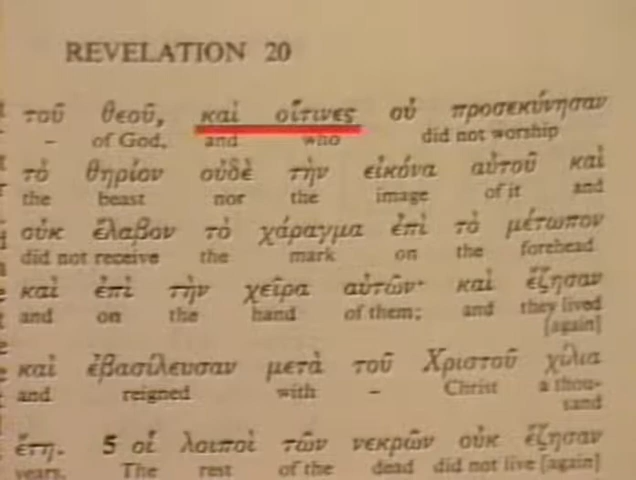 REVELATION 20
τοῦ θεοῦ, καὶ οἵτινες οὐ προσεκύνησαν
– of God, and who did not worship
τὸ θηρίον οὐδὲ τὴν εἰκόνα αὐτοῦ καὶ
the beast nor the image of it and
οὐκ ἔλαβον τὸ χάραγμα ἐπὶ τὸ μέτωπον
did not receive the mark on the forehead
καὶ ἐπὶ τὴν χεῖρα αὐτῶν· καὶ ἔζησαν
and on the hand of them; and they lived
[again]
καὶ ἐβασίλευσαν μετὰ τοῦ Χριστοῦ χίλια
and reigned with – Christ a thou-
sand
ἔτη. 5 οἱ λοιποὶ τῶν νεκρῶν οὐκ ἔζησαν
years. The rest of the dead did not live [again]